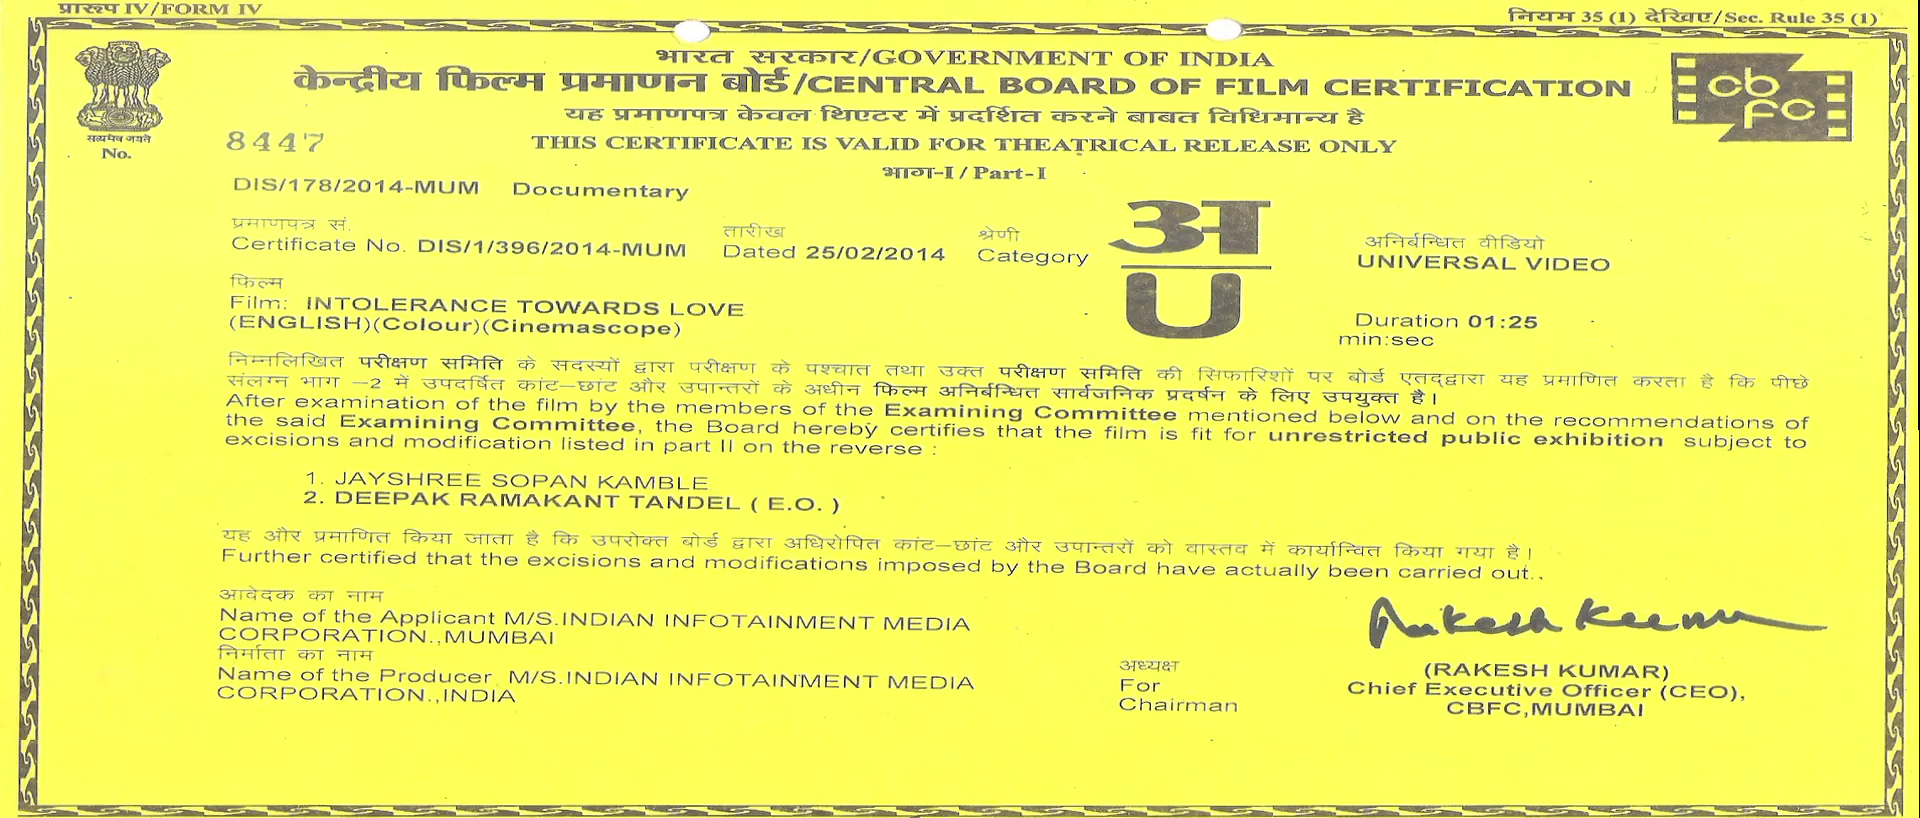 प्रारूप IV/FORM IV
नियम 35 (1) देखिए/Sec. Rule 35 (1)
भारत सरकार/GOVERNMENT OF INDIA
केन्द्रीय फिल्म प्रमाणन बोर्ड/CENTRAL BOARD OF FILM CERTIFICATION
cb
fc
यह प्रमाणपत्र केवल थिएटर में प्रदर्शित करने बाबत विधिमान्य है
सत्यमेव जयते
No. 8447
THIS CERTIFICATE IS VALID FOR THEATRICAL RELEASE ONLY
भाग-I / Part-I
DIS/178/2014-MUM Documentary
प्रमाणपत्र सं. तारीख श्रेणी अ अनिर्बन्धित वीडियो
Certificate No. DIS/1/396/2014-MUM Dated 25/02/2014 Category U UNIVERSAL VIDEO
फिल्म
Film: INTOLERANCE TOWARDS LOVE
(ENGLISH)(Colour)(Cinemascope)
Duration 01:25
min:sec
निम्नलिखित परीक्षण समिति के सदस्यों द्वारा परीक्षण के पश्चात तथा उक्त परीक्षण समिति की सिफारिशों पर बोर्ड एतद्द्वारा यह प्रमाणित करता है कि पीछे
संलग्न भाग –2 में उपदर्षित कांट–छांट और उपान्तरों के अधीन फिल्म अनिर्बन्धित सार्वजनिक प्रदर्षन के लिए उपयुक्त है।
After examination of the film by the members of the Examining Committee mentioned below and on the recommendations of
the said Examining Committee, the Board hereby certifies that the film is fit for unrestricted public exhibition subject to
excisions and modification listed in part II on the reverse :
1. JAYSHREE SOPAN KAMBLE
2. DEEPAK RAMAKANT TANDEL ( E.O. )
यह और प्रमाणित किया जाता है कि उपरोक्त बोर्ड द्वारा अधिरोपित कांट–छांट और उपान्तरों को वास्तव में कार्यान्वित किया गया है।
Further certified that the excisions and modifications imposed by the Board have actually been carried out..
आवेदक का नाम
Name of the Applicant M/S.INDIAN INFOTAINMENT MEDIA
CORPORATION.,MUMBAI
निर्माता का नाम
Name of the Producer M/S.INDIAN INFOTAINMENT MEDIA
CORPORATION.,INDIA
अध्यक्ष
For
Chairman
Rakesh Kumar
(RAKESH KUMAR)
Chief Executive Officer (CEO),
CBFC,MUMBAI